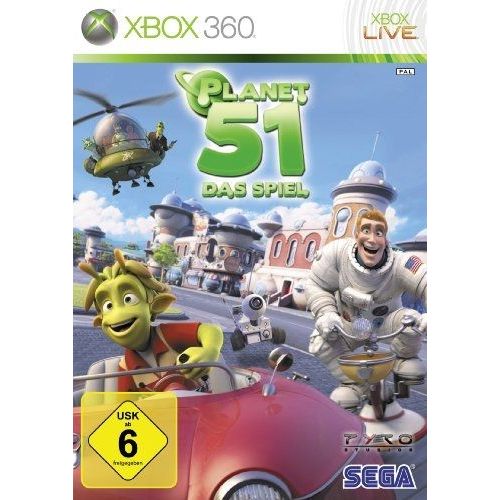 XBOX 360
XBOX
LIVE
PAL
PLANET
51
DAS SPIEL
USK
ab
6
freigegeben
PYRO
STUDIOS
SEGA